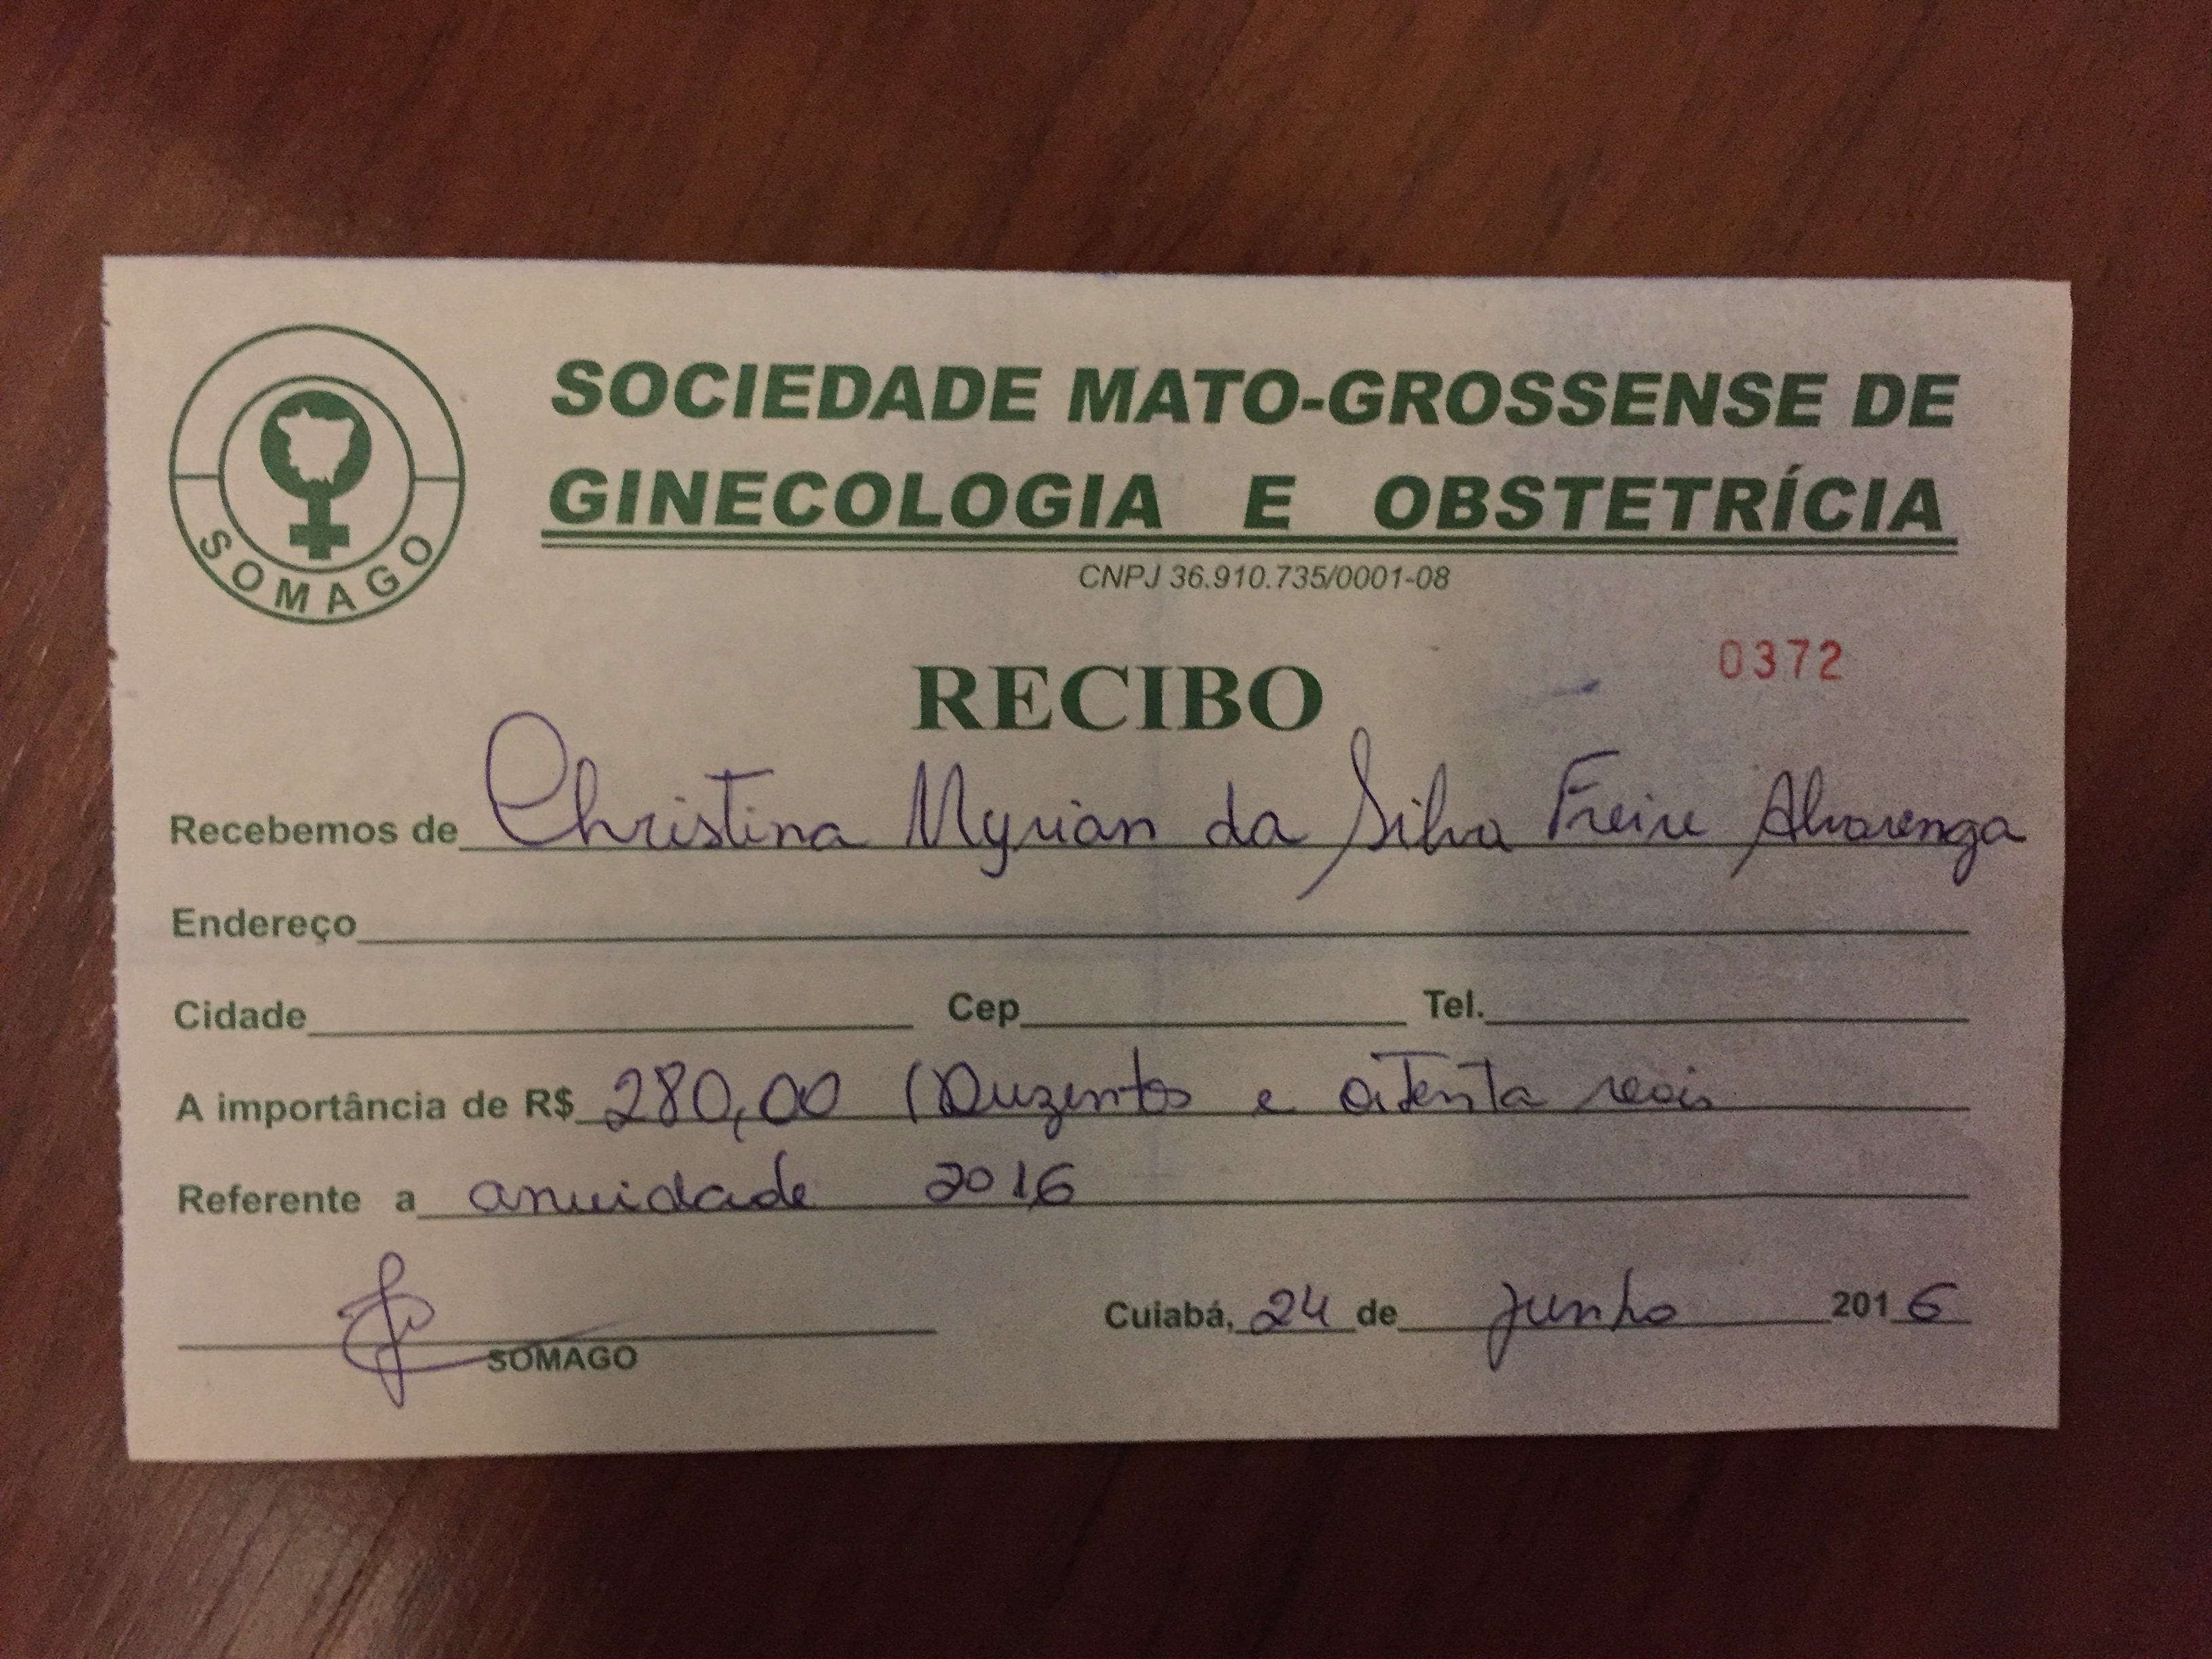 SOCIEDADE MATO-GROSSENSE DE
GINECOLOGIA E OBSTETRÍCIA
SOMAGO
CNPJ 36.910.735/0001-08
0372
RECIBO
Recebemos de Christina Myrian da Silva Freire Alvarenga
Endereço
Cidade Cep Tel.
A importância de R$ 280,00 (Duzentos e oitenta reais
Referente a anuidade 2016
Cuiabá, 24 de junho 2016
SOMAGO